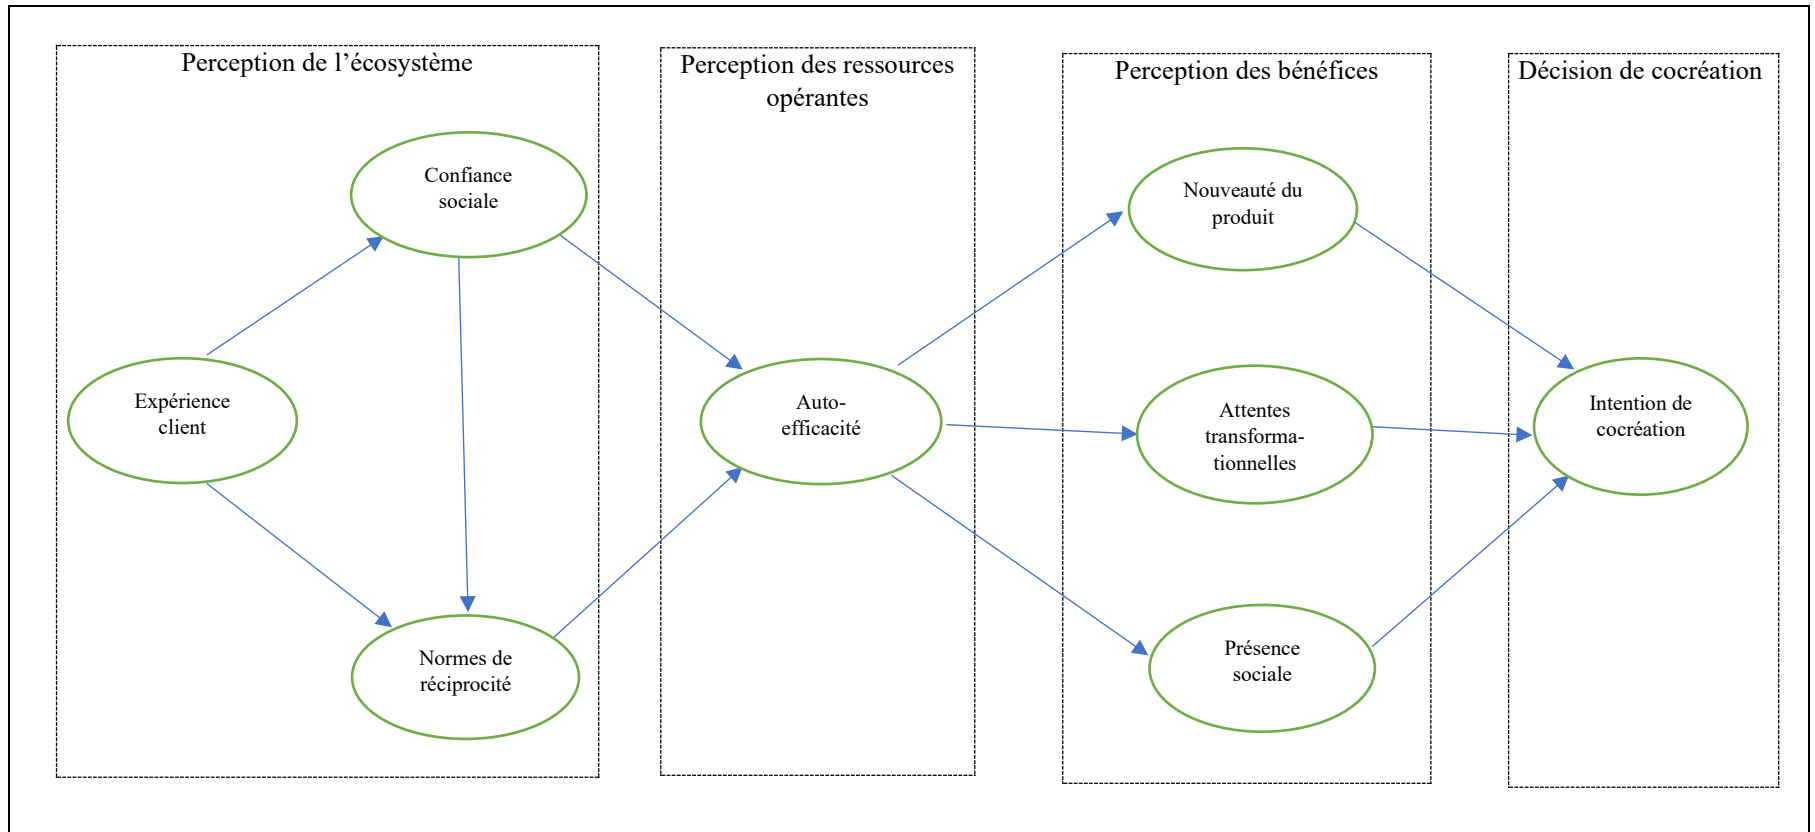 Perception de l’écosystème
Confiance
sociale
Expérience
client
Normes de
réciprocité
Perception des ressources
opérantes
Auto-
efficacité
Perception des bénéfices
Nouveauté du
produit
Attentes
transforma-
tionnelles
Présence
sociale
Décision de cocréation
Intention de
cocréation